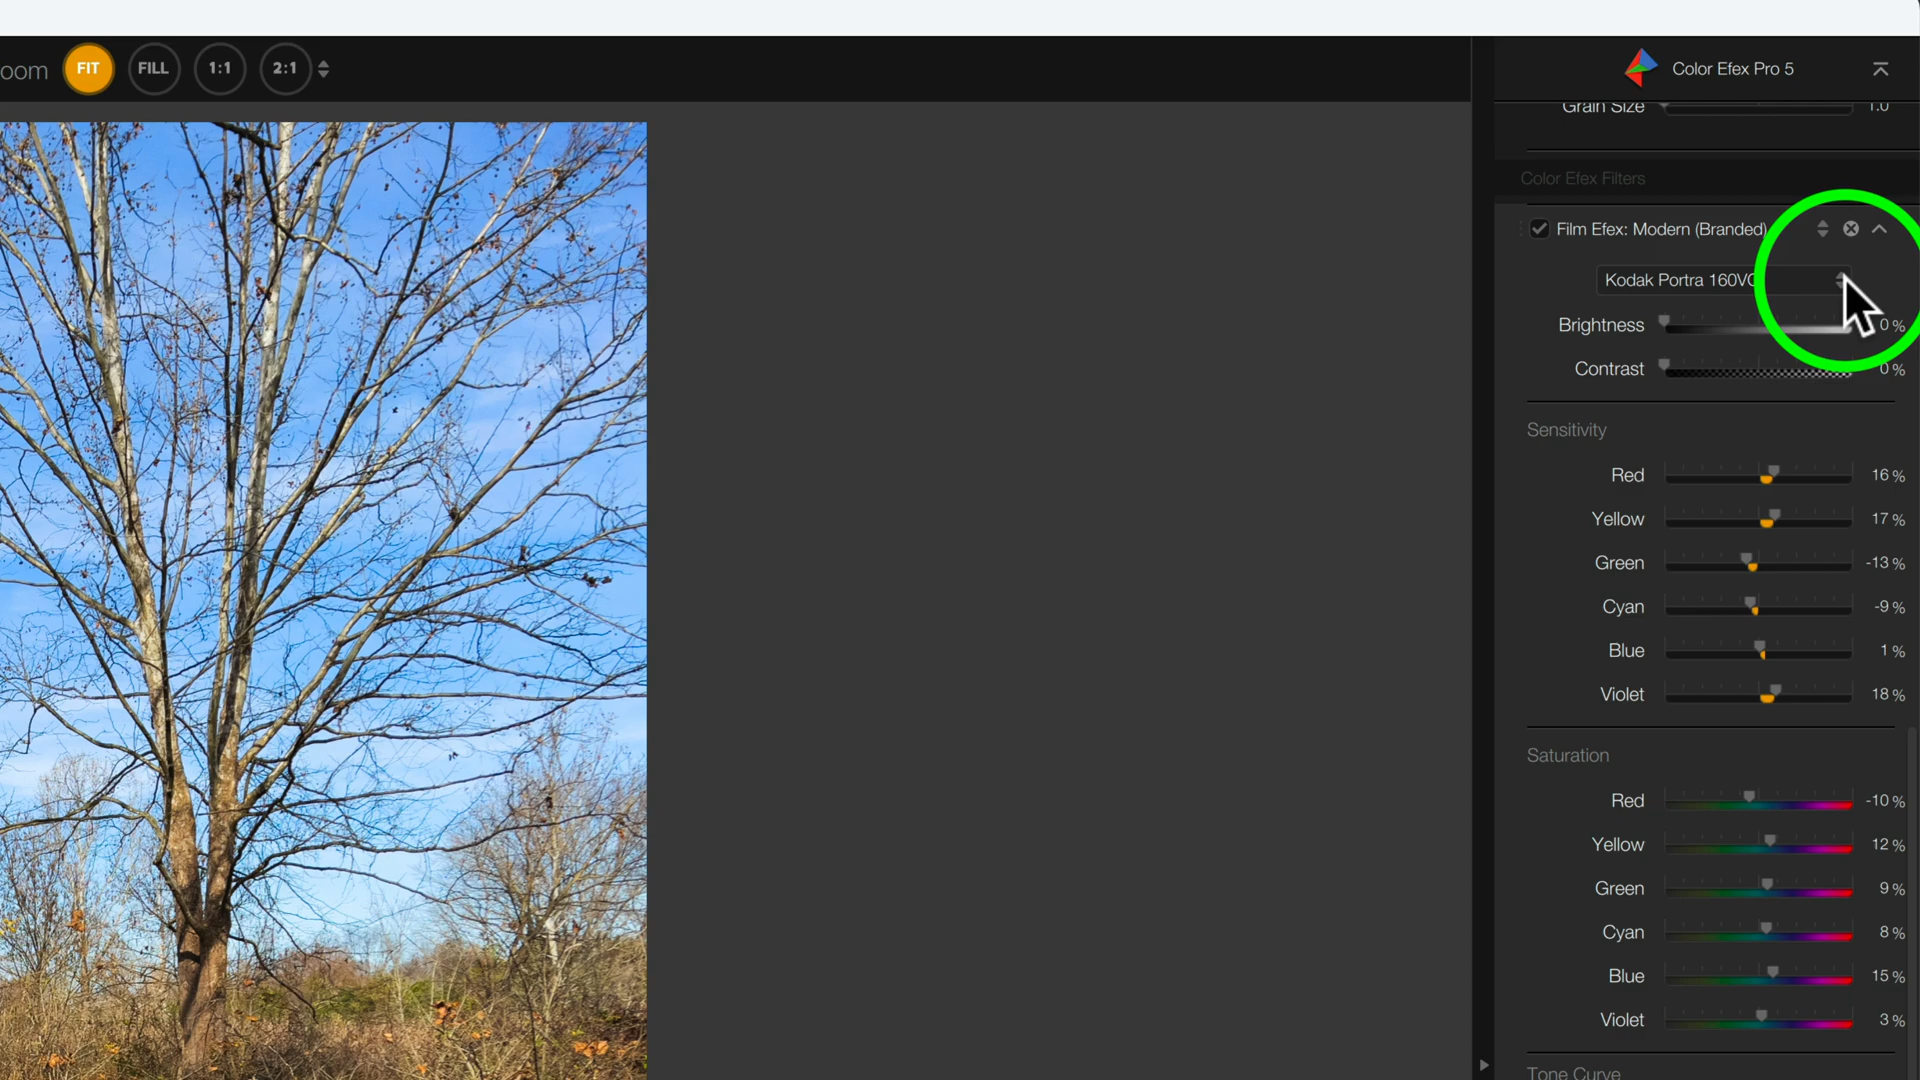 oom FIT FILL 1:1 2:1
Color Efex Pro 5
Grain Size 1.0
Color Efex Filters
Film Efex: Modern (Branded)
Kodak Portra 160VC
Brightness 0 %
Contrast 0 %
Sensitivity
Red 16 %
Yellow 17 %
Green -13 %
Cyan -9 %
Blue 1 %
Violet 18 %
Saturation
Red -10 %
Yellow 12 %
Green 9 %
Cyan 8 %
Blue 15 %
Violet 3 %
Tone Curve